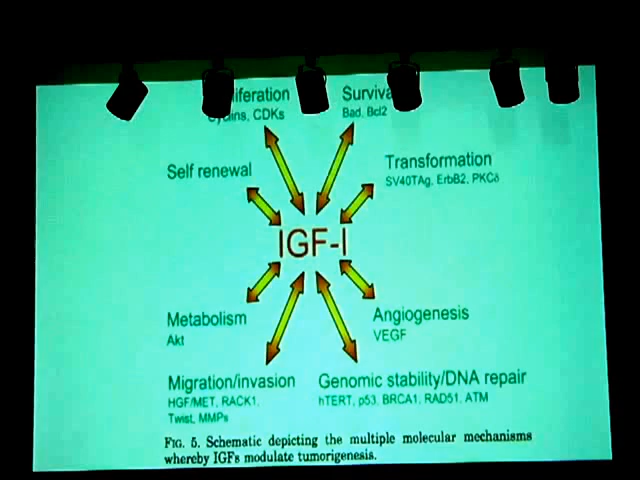 Survival
Cyclins, CDKs
Bad, Bcl2
Self renewal
Transformation
SV40TAg, ErbB2, PKCδ
IGF-I
Metabolism
Akt
Angiogenesis
VEGF
Migration/invasion
HGF/MET, RACK1,
Twist, MMPs
Genomic stability/DNA repair
hTERT, p53, BRCA1, RAD51, ATM
FIG. 5. Schematic depicting the multiple molecular mechanisms
whereby IGFs modulate tumorigenesis.